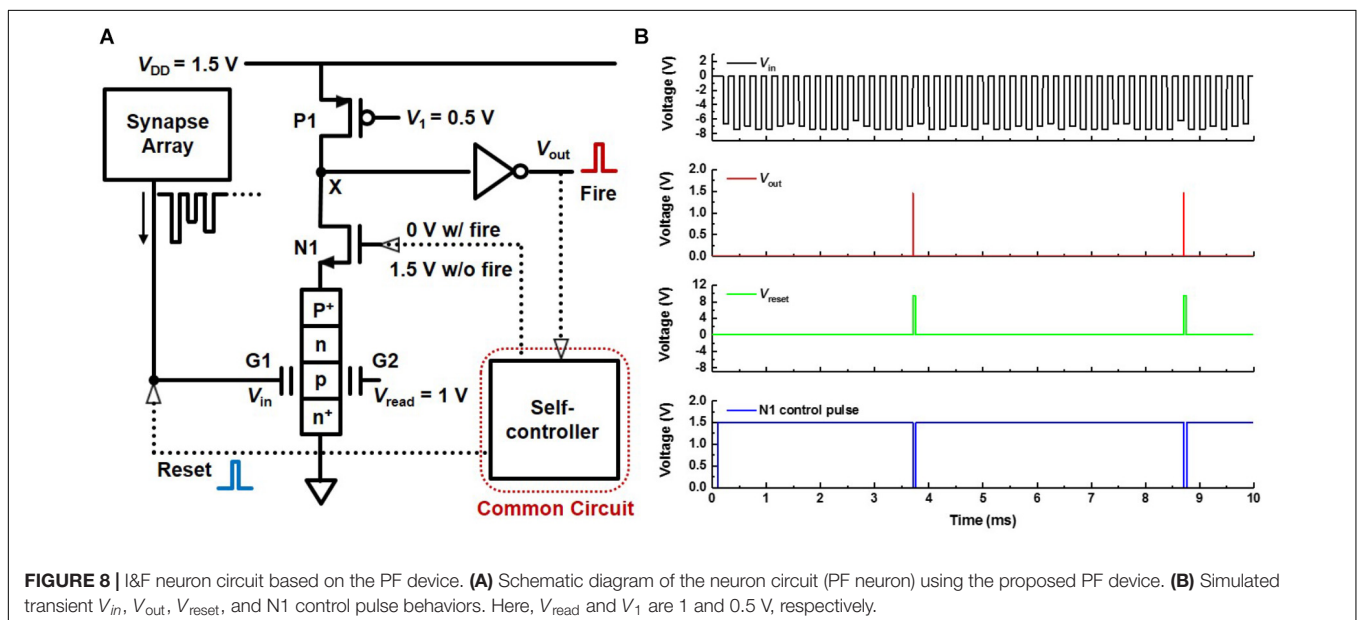 A
V_DD = 1.5 V
Synapse
Array
P1
V_1 = 0.5 V
V_out
X
Fire
N1
0 V w/ fire
1.5 V w/o fire
P+
n
G1
G2
p
V_in
V_read = 1 V
n+
Self-
controller
Reset
Common Circuit
B
Voltage (V)
2
0
-2
-4
-6
-8
V_in
Voltage (V)
2.0
1.5
1.0
0.5
0.0
V_out
Voltage (V)
12
8
4
0
-4
-8
V_reset
Voltage (V)
2.0
1.5
1.0
0.5
0.0
N1 control pulse
0 1 2 3 4 5 6 7 8 9 10
Time (ms)
FIGURE 8 | I&F neuron circuit based on the PF device. (A) Schematic diagram of the neuron circuit (PF neuron) using the proposed PF device. (B) Simulated
transient V_in, V_out, V_reset, and N1 control pulse behaviors. Here, V_read and V_1 are 1 and 0.5 V, respectively.